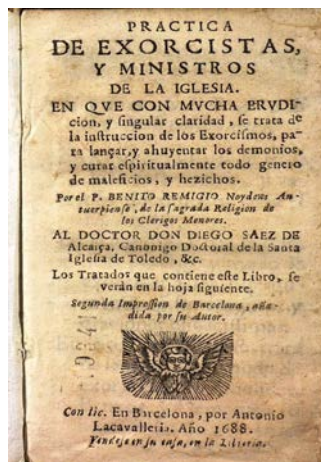 PRACTICA
DE EXORCISTAS,
Y MINISTROS
DE LA IGLESIA.
EN QVE CON MVCHA ERVDI-
cion, y singular claridad, se trata de
la instruccion de los Exorcismos, pa-
ra lançar, y ahuyentar los demonios,
y curar espiritualmente todo genero
de maleficios, y hezichos.
Por el P. BENITO REMIGIO Noydens An-
tuerpiense, de la sagrada Religion de
los Clerigos Menores.
AL DOCTOR DON DIEGO SAEZ DE
Alcaiça, Canonigo Doctoral de la Santa
Iglesia de Toledo, &c.
Los Tratados que contiene este Libro, se
verán en la hoja siguiente.
Segunda Impression de Barcelona, aña-
dida por su Autor.
Con lic. En Barcelona, por Antonio
Lacavalleria. Año 1688.
Vendese en su casa, en la Libreria.